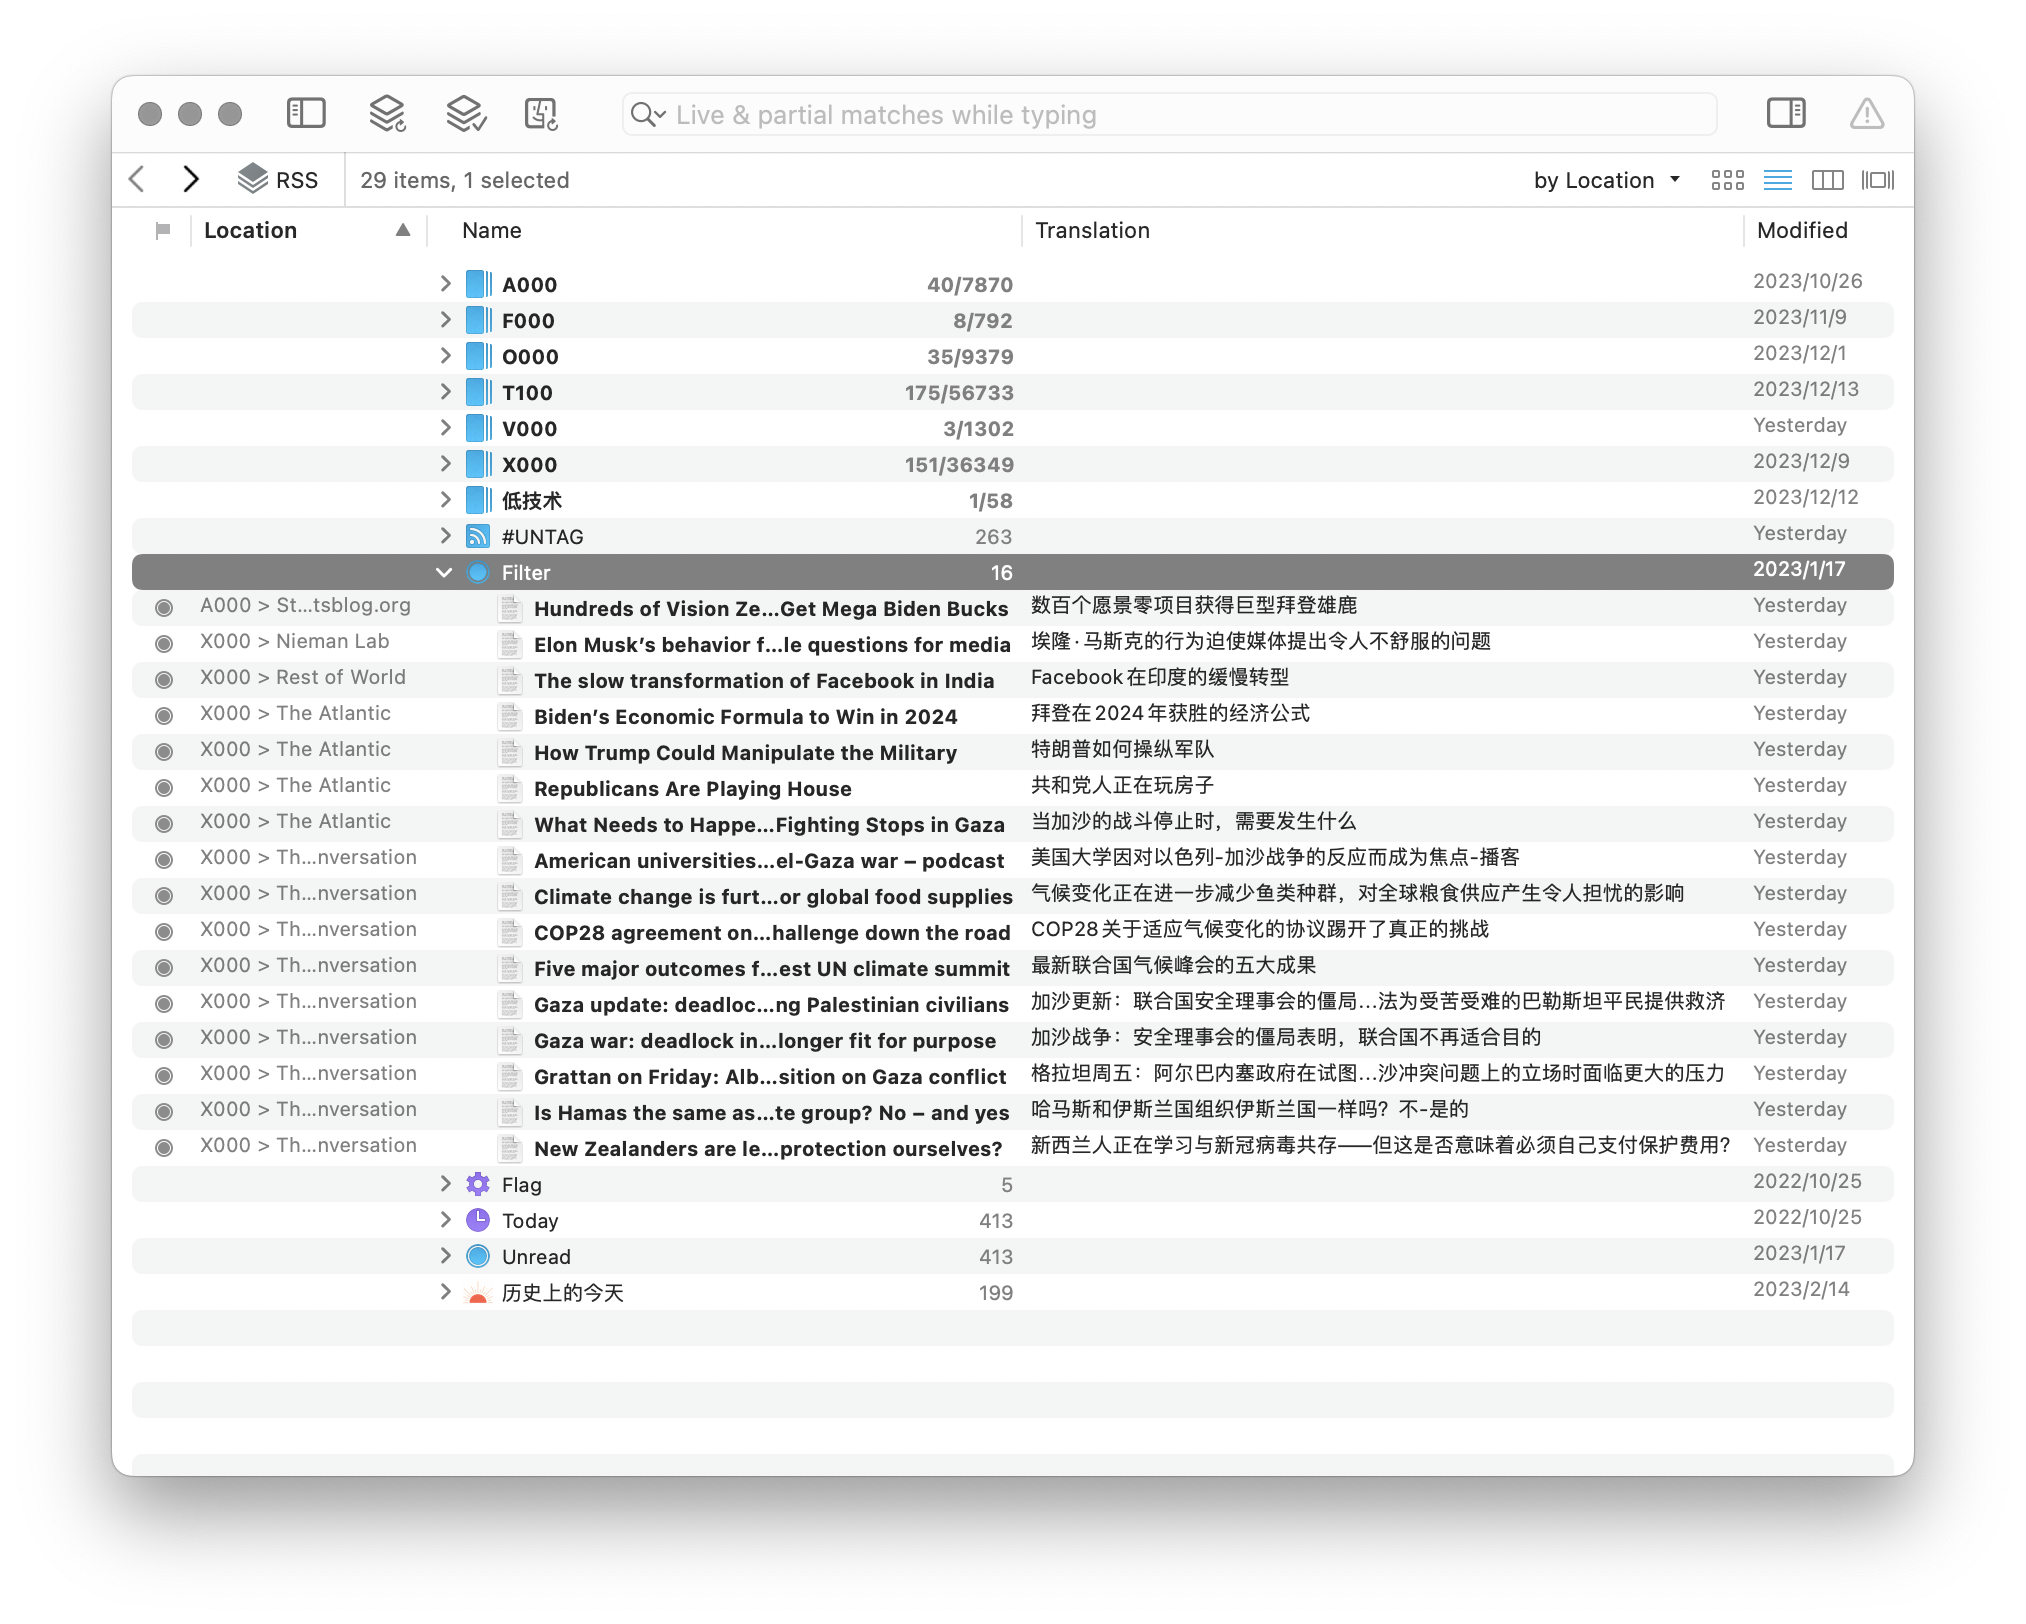 Live & partial matches while typing
RSS 29 items, 1 selected by Location
Location Name Translation Modified
A000 40/7870 2023/10/26
F000 8/792 2023/11/9
O000 35/9379 2023/12/1
T100 175/56733 2023/12/13
V000 3/1302 Yesterday
X000 151/36349 2023/12/9
低技术 1/58 2023/12/12
#UNTAG 263 Yesterday
Filter 16 2023/1/17
A000 > St...tsblog.org Hundreds of Vision Ze...Get Mega Biden Bucks 数百个愿景零项目获得巨型拜登雄鹿 Yesterday
X000 > Nieman Lab Elon Musk’s behavior f...le questions for media 埃隆·马斯克的行为迫使媒体提出令人不舒服的问题 Yesterday
X000 > Rest of World The slow transformation of Facebook in India Facebook在印度的缓慢转型 Yesterday
X000 > The Atlantic Biden’s Economic Formula to Win in 2024 拜登在2024年获胜的经济公式 Yesterday
X000 > The Atlantic How Trump Could Manipulate the Military 特朗普如何操纵军队 Yesterday
X000 > The Atlantic Republicans Are Playing House 共和党人正在玩房子 Yesterday
X000 > The Atlantic What Needs to Happe...Fighting Stops in Gaza 当加沙的战斗停止时，需要发生什么 Yesterday
X000 > Th...nversation American universities...el-Gaza war – podcast 美国大学因对以色列-加沙战争的反应而成为焦点-播客 Yesterday
X000 > Th...nversation Climate change is furt...or global food supplies 气候变化正在进一步减少鱼类种群，对全球粮食供应产生令人担忧的影响 Yesterday
X000 > Th...nversation COP28 agreement on...hallenge down the road COP28关于适应气候变化的协议踢开了真正的挑战 Yesterday
X000 > Th...nversation Five major outcomes f...est UN climate summit 最新联合国气候峰会的五大成果 Yesterday
X000 > Th...nversation Gaza update: deadloc...ng Palestinian civilians 加沙更新：联合国安全理事会的僵局...法为受苦受难的巴勒斯坦平民提供救济 Yesterday
X000 > Th...nversation Gaza war: deadlock in...longer fit for purpose 加沙战争：安全理事会的僵局表明，联合国不再适合目的 Yesterday
X000 > Th...nversation Grattan on Friday: Alb...sition on Gaza conflict 格拉坦周五：阿尔巴内塞政府在试图...沙冲突问题上的立场时面临更大的压力 Yesterday
X000 > Th...nversation Is Hamas the same as...te group? No – and yes 哈马斯和伊斯兰国组织伊斯兰国一样吗？不-是的 Yesterday
X000 > Th...nversation New Zealanders are le...protection ourselves? 新西兰人正在学习与新冠病毒共存——但这是否意味着必须自己支付保护费用？ Yesterday
Flag 5 2022/10/25
Today 413 2022/10/25
Unread 413 2023/1/17
历史上的今天 199 2023/2/14